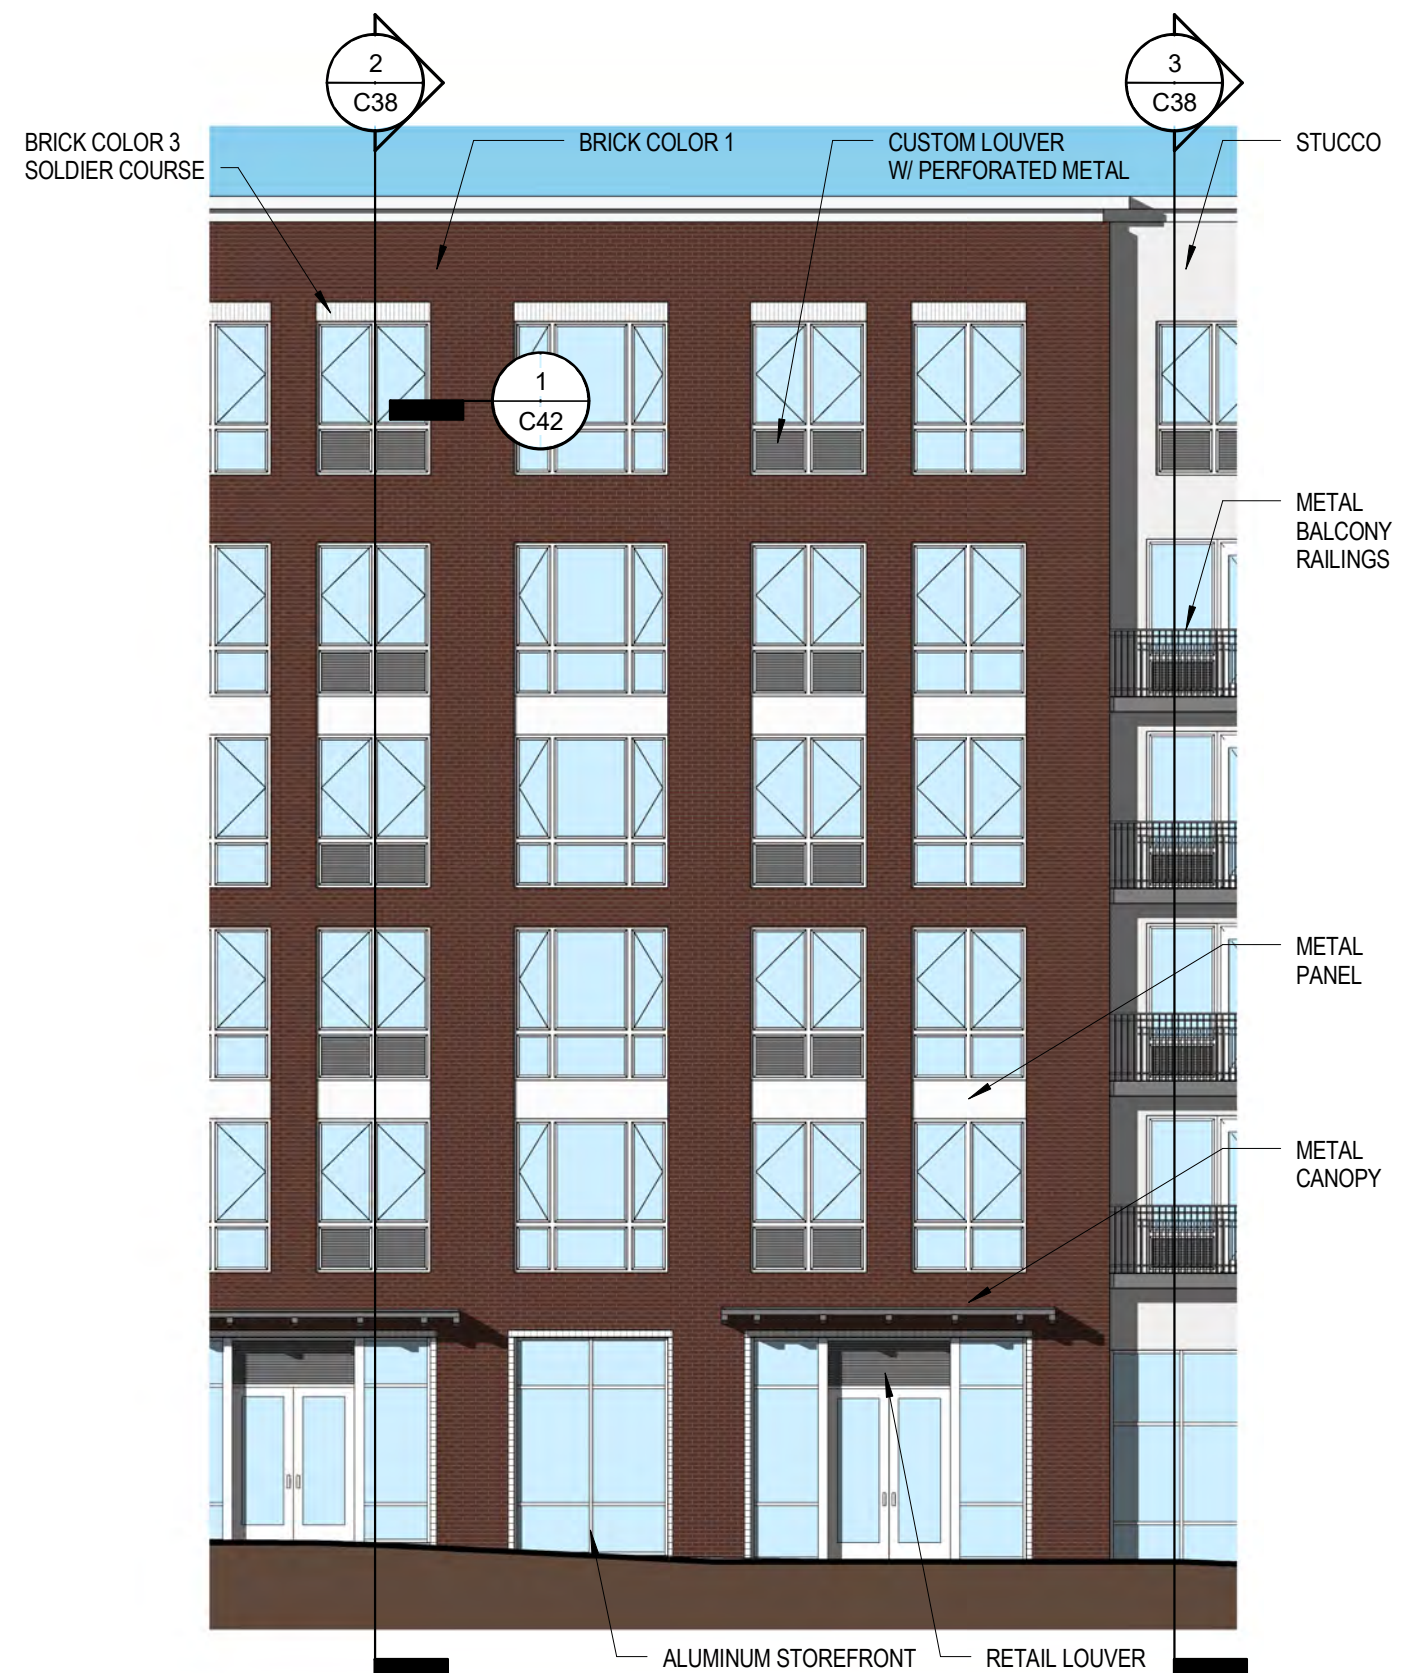 2
C38
3
C38
BRICK COLOR 3
SOLDIER COURSE
BRICK COLOR 1
CUSTOM LOUVER
W/ PERFORATED METAL
STUCCO
1
C42
METAL
BALCONY
RAILINGS
METAL
PANEL
METAL
CANOPY
ALUMINUM STOREFRONT
RETAIL LOUVER